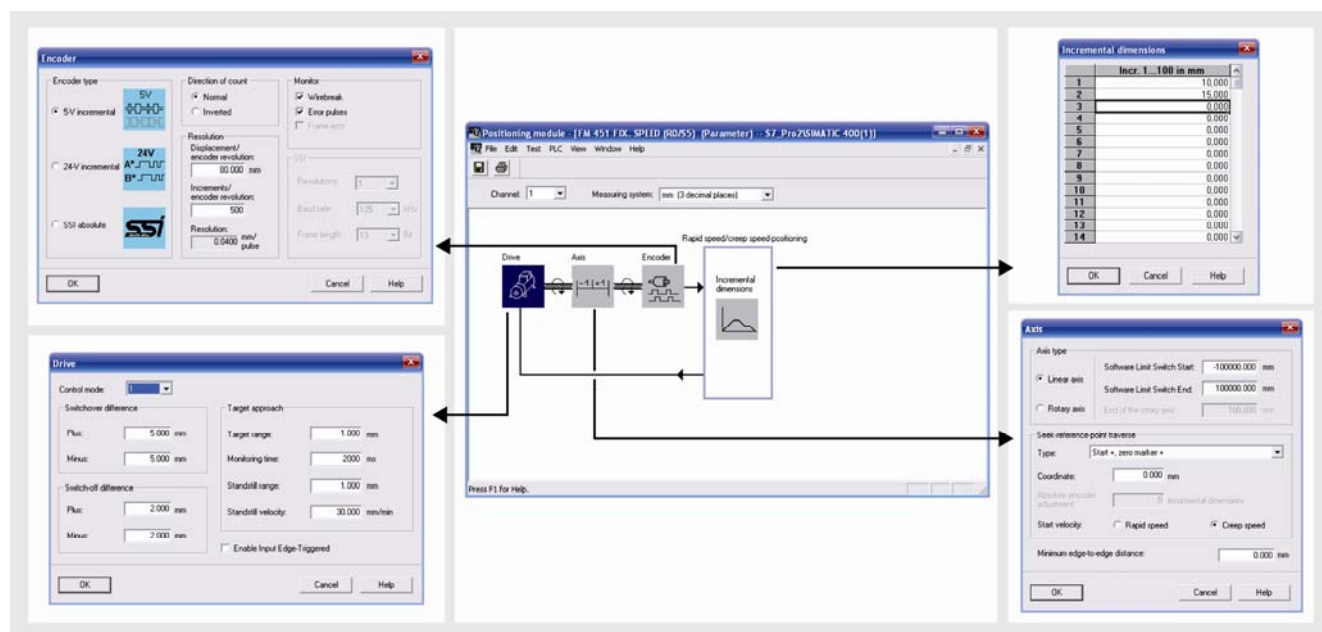 Encoder
Encoder type
5V incremental
5V
24-V incremental
24V
A*
B*
SSI absolute
SSI
Direction of count
Normal
Inverted
Resolution
Displacement/
encoder revolution:
80.000 mm
Increments/
encoder revolution:
500
Resolution:
0.0400 mm/
pulse
Monitor
Wirebreak
Error pulses
Frame error
SSI
Revolutions: 1
Baud rate: 125 kHz
Frame length: 13 Bit
OK Cancel Help
Drive
Control mode: 1
Switchover difference
Plus: 5.000 mm
Minus: 5.000 mm
Switch-off difference
Plus: 2.000 mm
Minus: 2.000 mm
Target approach
Target range: 1.000 mm
Monitoring time: 2000 ms
Standstill range: 1.000 mm
Standstill velocity: 30.000 mm/min
Enable Input Edge-Triggered
OK Cancel Help
Positioning module - [FM 451 FIX. SPEED (R0/S5) (Parameter) -- S7_Pro2\SIMATIC 400(1)]
File Edit Test PLC View Window Help
Channel: 1 Measuring system: mm (3 decimal places)
Rapid speed/creep speed-positioning
Drive Axis Encoder
-1 +1
Incremental
dimensions
Press F1 for Help.
Incremental dimensions
Incr. 1...100 in mm
1 10,000
2 15.000
3 0.000
4 0.000
5 0.000
6 0.000
7 0.000
8 0.000
9 0.000
10 0.000
11 0.000
12 0.000
13 0.000
14 0.000
OK Cancel Help
Axis
Axis type
Linear axis
Rotary axis
Software Limit Switch Start: -100000.000 mm
Software Limit Switch End: 100000.000 mm
End of the rotary axis: 100.000 mm
Seek-reference-point traverse
Type: Start +, zero marker +
Coordinate: 0.000 mm
Absolute encoder
adjustment: 0 incremental dimensions
Start velocity: Rapid speed Creep speed
Minimum edge-to-edge distance: 0.000 mm
OK Cancel Help